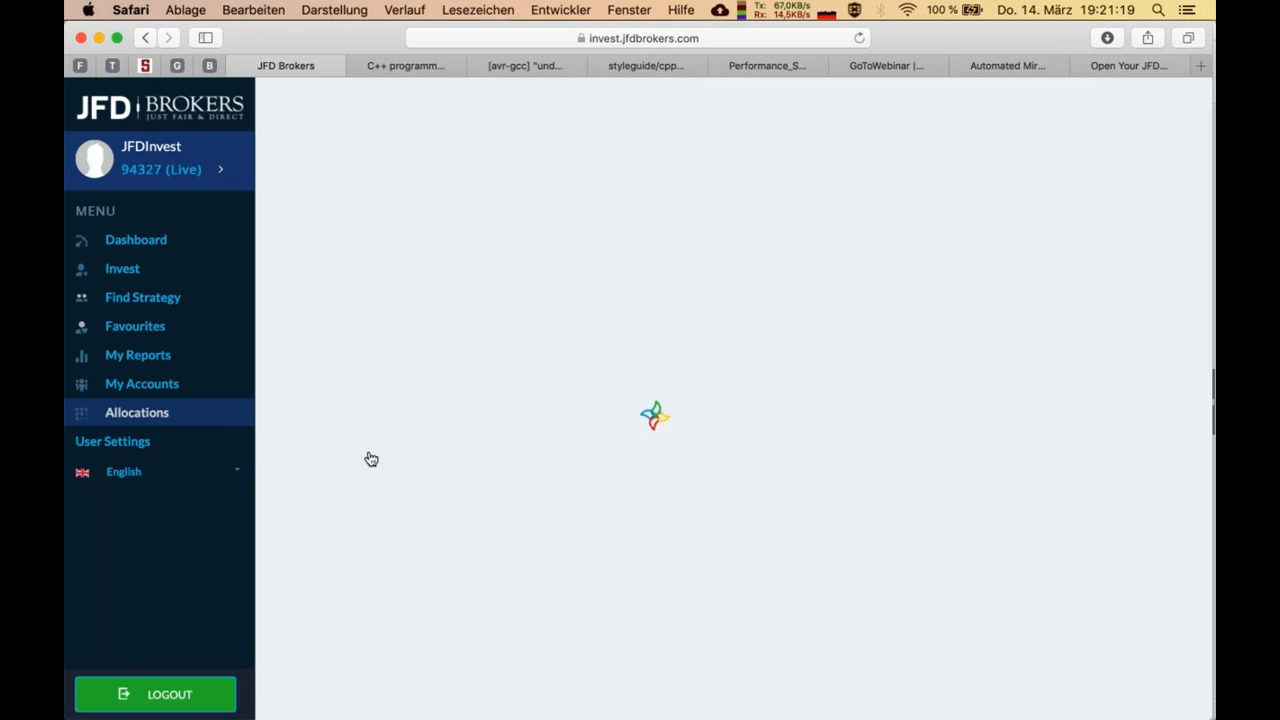 Safari Ablage Bearbeiten Darstellung Verlauf Lesezeichen Entwickler Fenster Hilfe Tx: 67,0KB/s Rx: 14,5KB/s 100 % Do. 14. März 19:21:19
invest.jfdbrokers.com
F T S G B JFD Brokers C++ programm... [avr-gcc] "und... styleguide/cpp... Performance_S... GoToWebinar |... Automated Mir... Open Your JFD...
JFD BROKERS
JUST FAIR & DIRECT
JFDInvest
94327 (Live)
MENU
Dashboard
Invest
Find Strategy
Favourites
My Reports
My Accounts
Allocations
User Settings
English
LOGOUT